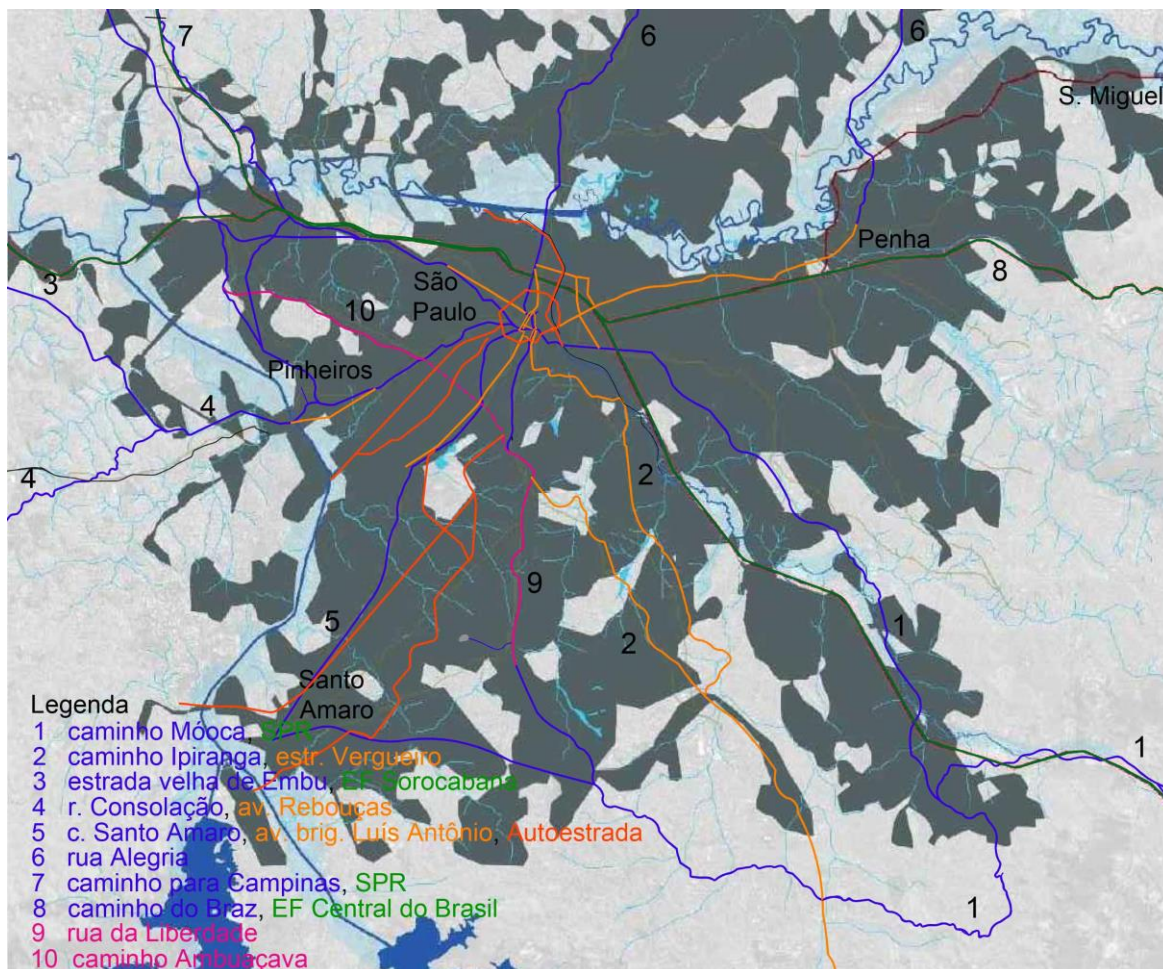 7
6
6
S. Miguel
Penha
3
São
Paulo
8
10
Pinheiros
4
4
2
9
1
5
2
Santo
Amaro
Legenda
1 caminho Móoca, SPR
1
2 caminho Ipiranga, estr. Vergueiro
3 estrada velha de Embu, EF Sorocabana
4 r. Consolação, av. Rebouças
5 c. Santo Amaro, av. brig. Luís Antônio, Autoestrada
6 rua Alegria
7 caminho para Campinas, SPR
8 caminho do Braz, EF Central do Brasil
1
9 rua da Liberdade
10 caminho Ambuaçava